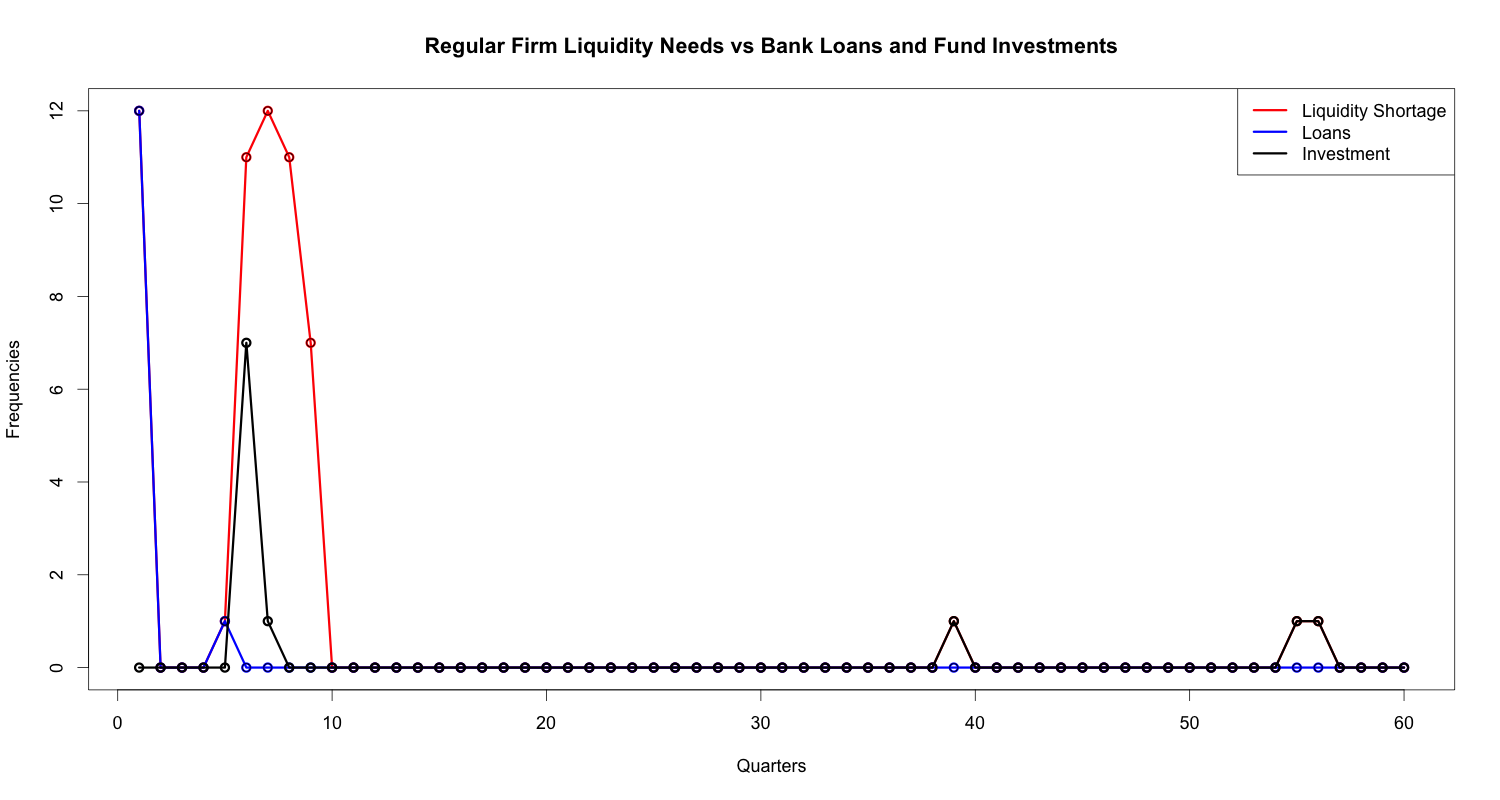 Regular Firm Liquidity Needs vs Bank Loans and Fund Investments
Liquidity Shortage
Loans
Investment
Frequencies
12
10
8
6
4
2
0
0 10 20 30 40 50 60
Quarters